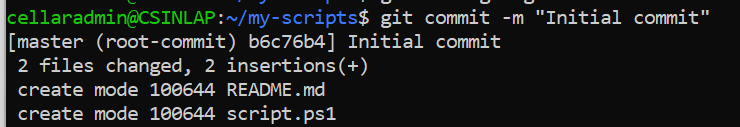 cellaradmin@CSINLAP:~/my-scripts$ git commit -m "Initial commit"
[master (root-commit) b6c76b4] Initial commit
 2 files changed, 2 insertions(+)
 create mode 100644 README.md
 create mode 100644 script.ps1